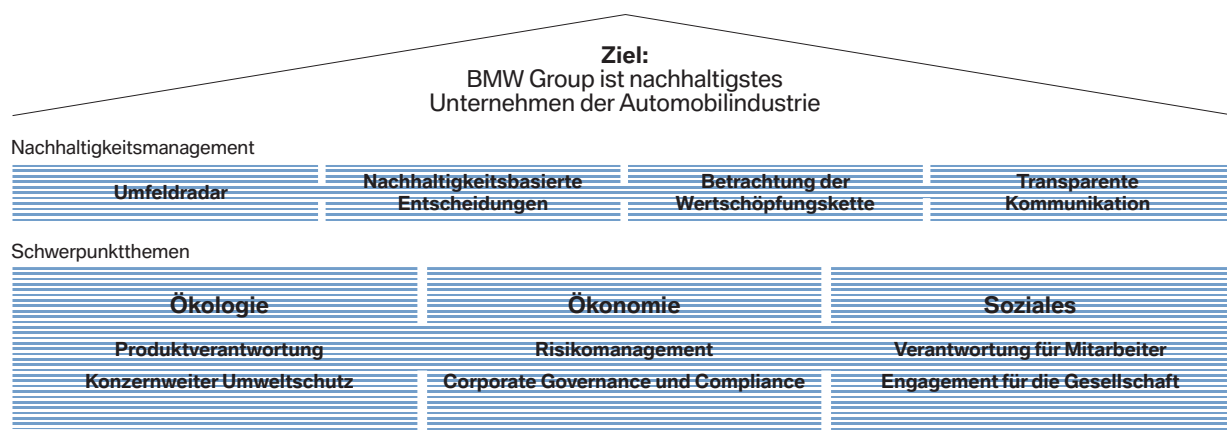 Ziel:
BMW Group ist nachhaltigstes
Unternehmen der Automobilindustrie
Nachhaltigkeitsmanagement
Umfeldradar
Nachhaltigkeitsbasierte
Entscheidungen
Betrachtung der
Wertschöpfungskette
Transparente
Kommunikation
Schwerpunktthemen
Ökologie
Produktverantwortung
Konzernweiter Umweltschutz
Ökonomie
Risikomanagement
Corporate Governance und Compliance
Soziales
Verantwortung für Mitarbeiter
Engagement für die Gesellschaft